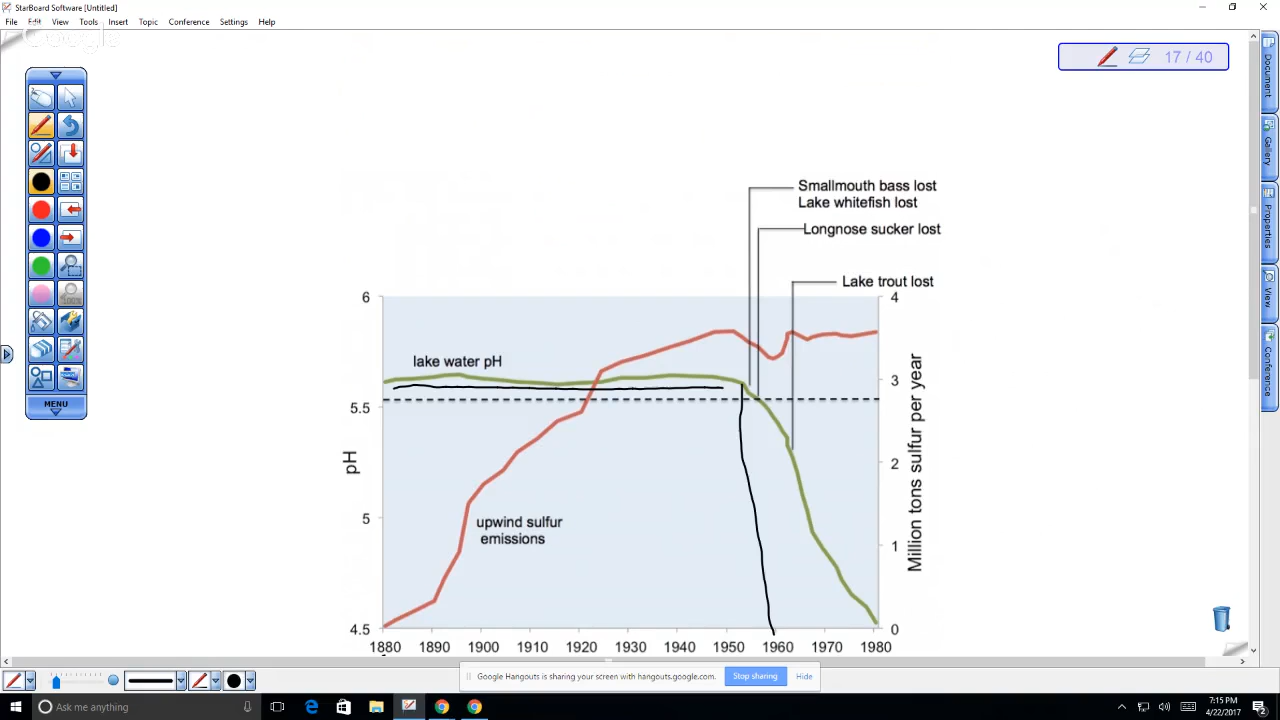 StarBoard Software [Untitled]
File Edit View Tools Insert Topic Conference Settings Help
Google
17 / 40
Document
Gallery
Properties
View
Conference
100%
MENU
Smallmouth bass lost
Lake whitefish lost
Longnose sucker lost
Lake trout lost
6
4
lake water pH
3
5.5
pH
2
Million tons sulfur per year
5
upwind sulfur
emissions
1
4.5
0
1880 1890 1900 1910 1920 1930 1940 1950 1960 1970 1980
Google Hangouts is sharing your screen with hangouts.google.com. Stop sharing Hide
Ask me anything
7:15 PM
4/22/2017
2